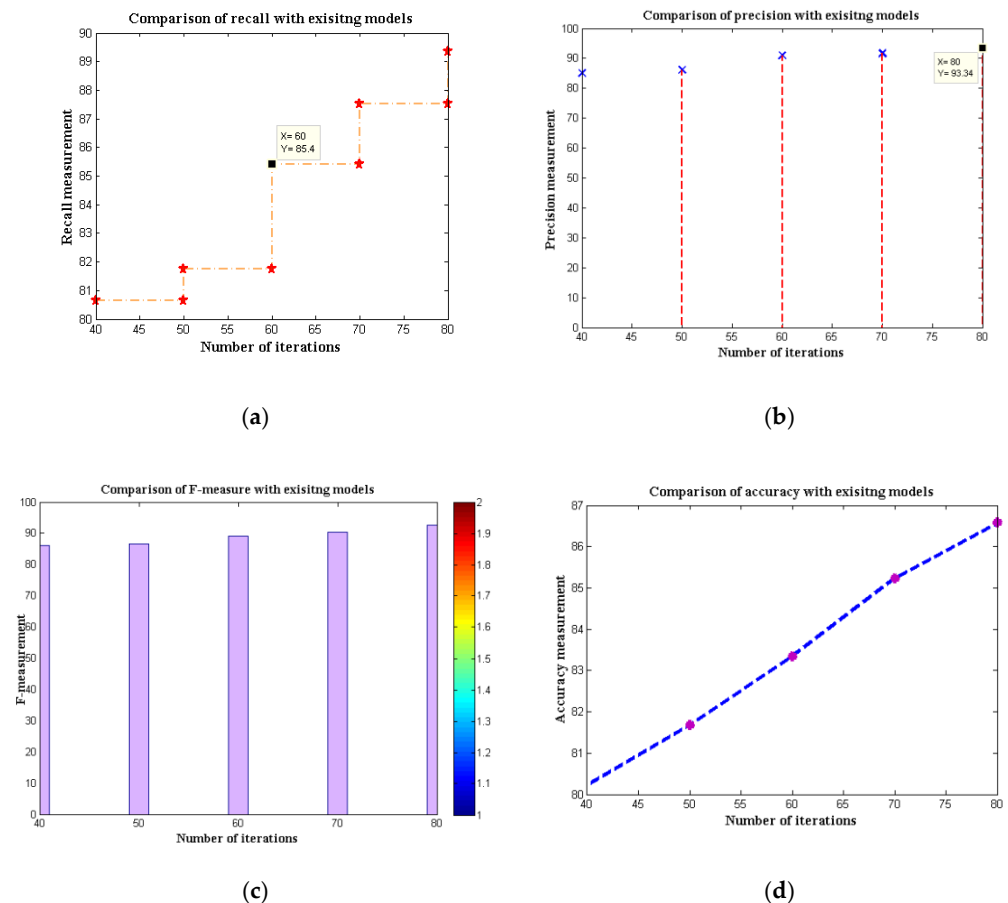 Comparison of recall with exisitng models
90
89
88
87
86
85
84
83
82
81
80
X= 60
Y= 85.4
Recall measurement
40 45 50 55 60 65 70 75 80
Number of iterations
(a)
Comparison of precision with exisitng models
100
90
80
70
60
50
40
30
20
10
0
X= 80
Y= 93.34
Precision measurement
40 45 50 55 60 65 70 75 80
Number of iterations
(b)
Comparison of F-measure with exisitng models
100
90
80
70
60
50
40
30
20
10
0
F-measurement
40 50 60 70 80
Number of iterations
2
1.9
1.8
1.7
1.6
1.5
1.4
1.3
1.2
1.1
1
(c)
Comparison of accuracy with exisitng models
87
86
85
84
83
82
81
80
Accuracy measurement
40 45 50 55 60 65 70 75 80
Number of iterations
(d)